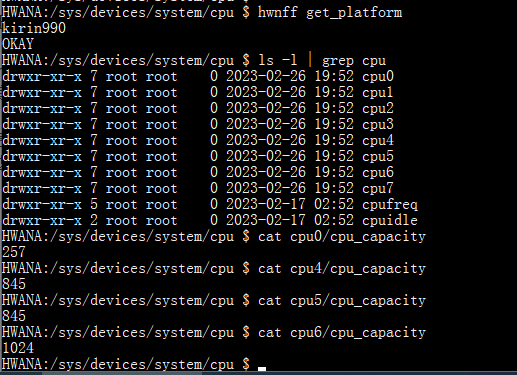 HWANA:/sys/devices/system/cpu $ hwnff get_platform
kirin990
OKAY
HWANA:/sys/devices/system/cpu $ ls -l | grep cpu
drwxr-xr-x 7 root root    0 2023-02-26 19:52 cpu0
drwxr-xr-x 7 root root    0 2023-02-26 19:52 cpu1
drwxr-xr-x 7 root root    0 2023-02-26 19:52 cpu2
drwxr-xr-x 7 root root    0 2023-02-26 19:52 cpu3
drwxr-xr-x 7 root root    0 2023-02-26 19:52 cpu4
drwxr-xr-x 7 root root    0 2023-02-26 19:52 cpu5
drwxr-xr-x 7 root root    0 2023-02-26 19:52 cpu6
drwxr-xr-x 7 root root    0 2023-02-26 19:52 cpu7
drwxr-xr-x 5 root root    0 2023-02-17 02:52 cpufreq
drwxr-xr-x 2 root root    0 2023-02-17 02:52 cpuidle
HWANA:/sys/devices/system/cpu $ cat cpu0/cpu_capacity
257
HWANA:/sys/devices/system/cpu $ cat cpu4/cpu_capacity
845
HWANA:/sys/devices/system/cpu $ cat cpu5/cpu_capacity
845
HWANA:/sys/devices/system/cpu $ cat cpu6/cpu_capacity
1024
HWANA:/sys/devices/system/cpu $